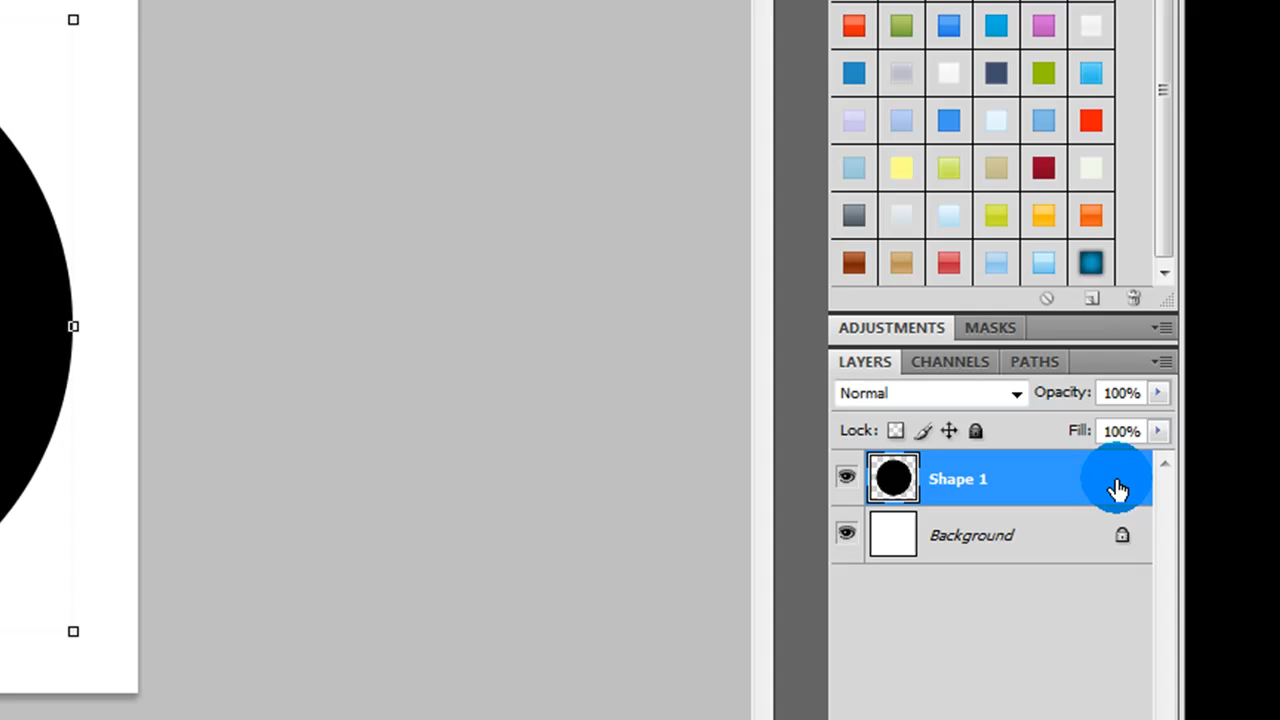 ADJUSTMENTS MASKS
LAYERS CHANNELS PATHS
Normal Opacity: 100%
Lock: Fill: 100%
Shape 1
Background